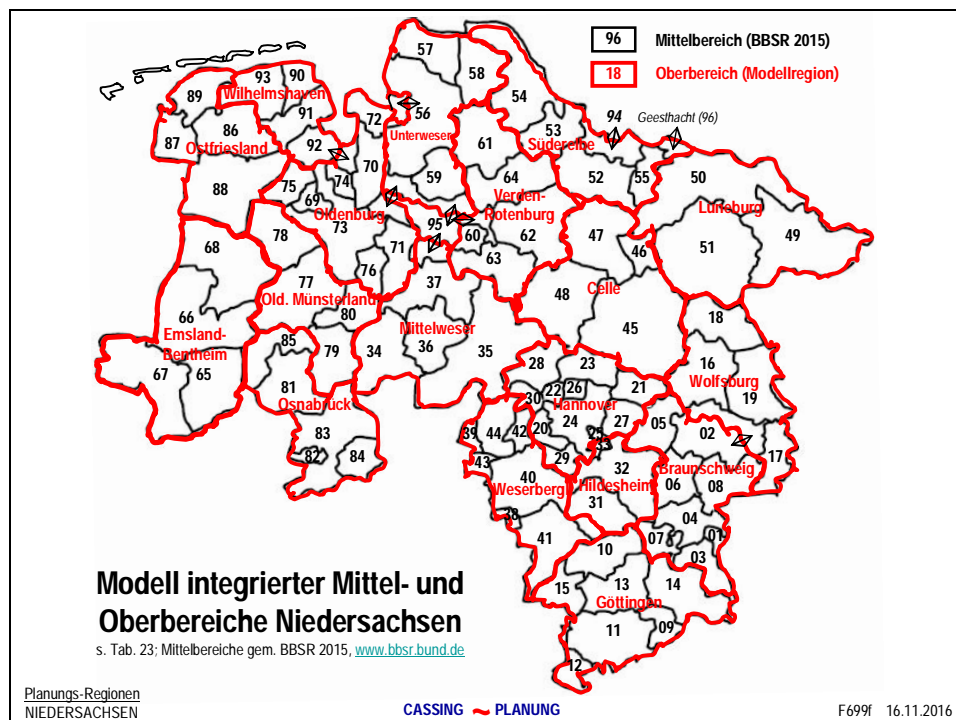 57
96 Mittelbereich (BBSR 2015)
18 Oberbereich (Modellregion)
93 90
58
89
Wilhelmshaven
54
94 Geesthacht (96)
91
72 56
86
87
Ostfriesland
Unterweser
61
53
Süderelbe
92
70
88
75
74
69
59
64
52 55 50
Oldenburg
Verden-
Rotenburg
Lüneburg
73
95
60
62
47
49
68
78
71
46
51
63
76
77
37
48
Celle
Old. Münsterland
66
80
Mittelweser
18
45
Emsland-
Bentheim
85
79
34
36
35
28
23
16
67 65
81
Wolfsburg
22 26
21
19
Osnabrück
30
Hannover
24
27
05
83
39 44 42 20
25
33
02
82 84
43
29
32
Braunschweig
17
40
Weserberg
Hildesheim
06 08
31
38
04
41
07
01
10
03
Modell integrierter Mittel- und
Oberbereiche Niedersachsen
s. Tab. 23; Mittelbereiche gem. BBSR 2015, www.bbsr.bund.de
15
13
14
Göttingen
11
09
12
Planungs-Regionen
NIEDERSACHSEN
CASSING ~ PLANUNG
F699f 16.11.2016